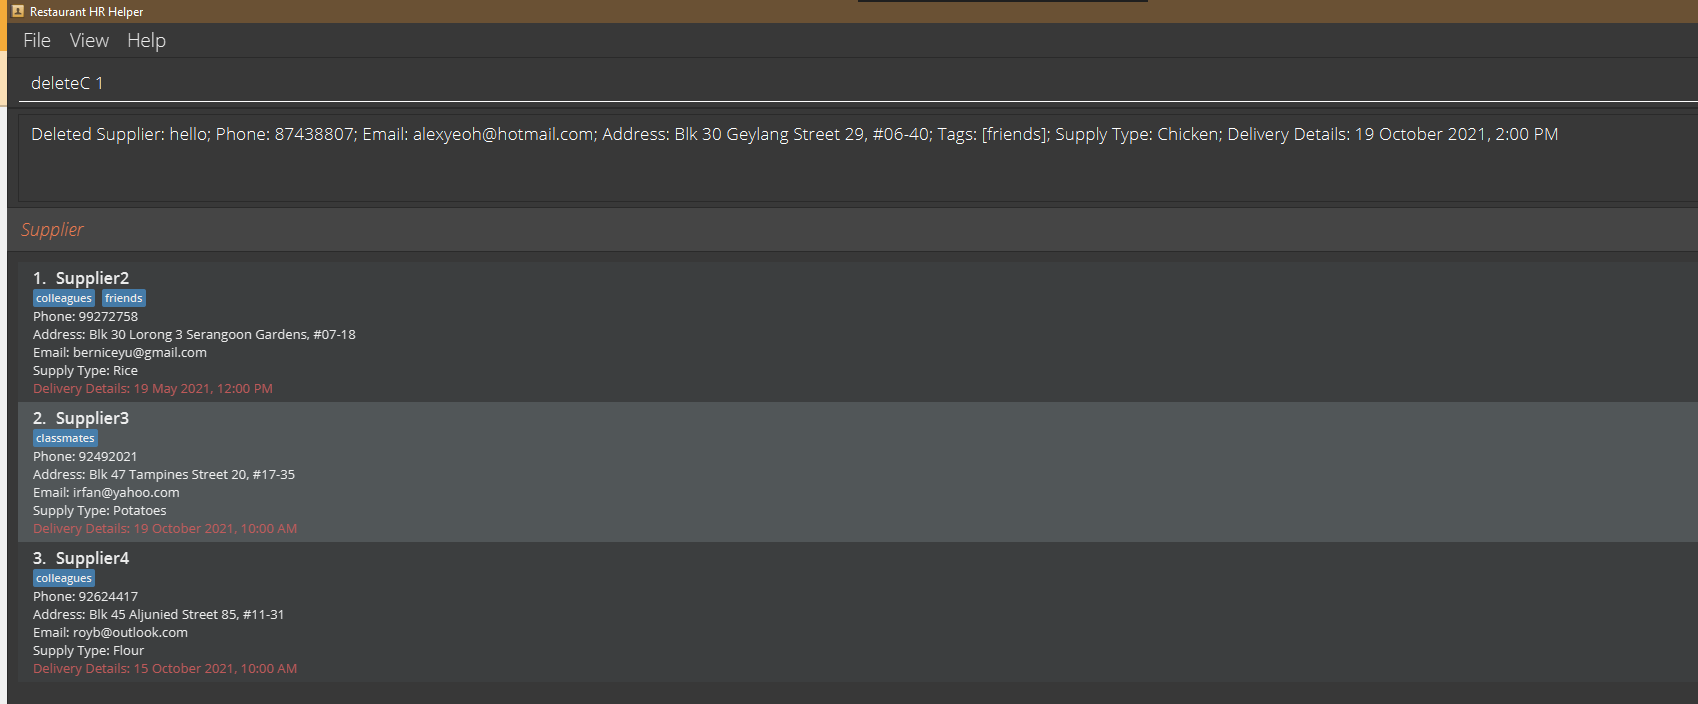 Restaurant HR Helper
File View Help
deleteC 1
Deleted Supplier: hello; Phone: 87438807; Email: alexyeoh@hotmail.com; Address: Blk 30 Geylang Street 29, #06-40; Tags: [friends]; Supply Type: Chicken; Delivery Details: 19 October 2021, 2:00 PM
Supplier
1. Supplier2
colleagues friends
Phone: 99272758
Address: Blk 30 Lorong 3 Serangoon Gardens, #07-18
Email: berniceyu@gmail.com
Supply Type: Rice
Delivery Details: 19 May 2021, 12:00 PM
2. Supplier3
classmates
Phone: 92492021
Address: Blk 47 Tampines Street 20, #17-35
Email: irfan@yahoo.com
Supply Type: Potatoes
Delivery Details: 19 October 2021, 10:00 AM
3. Supplier4
colleagues
Phone: 92624417
Address: Blk 45 Aljunied Street 85, #11-31
Email: royb@outlook.com
Supply Type: Flour
Delivery Details: 15 October 2021, 10:00 AM